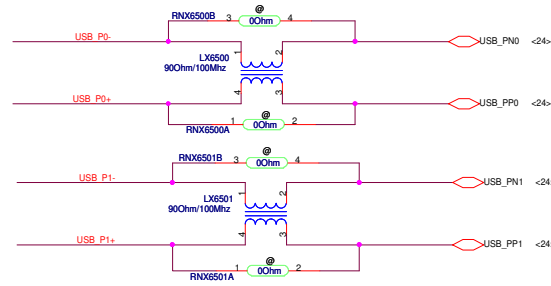 @
RNX6500B 3 0Ohm 4
USB_P0- USB_PN0 <24>
LX6500 1 2
90Ohm/100Mhz
4 3
USB_P0+ USB_PP0 <24>
@
1 0Ohm 2
RNX6500A
@
RNX6501B 3 0Ohm 4
USB_P1- USB_PN1 <24
LX6501 1 2
90Ohm/100Mhz
4 3
USB_P1+ USB_PP1 <24
@
1 0Ohm 2
RNX6501A